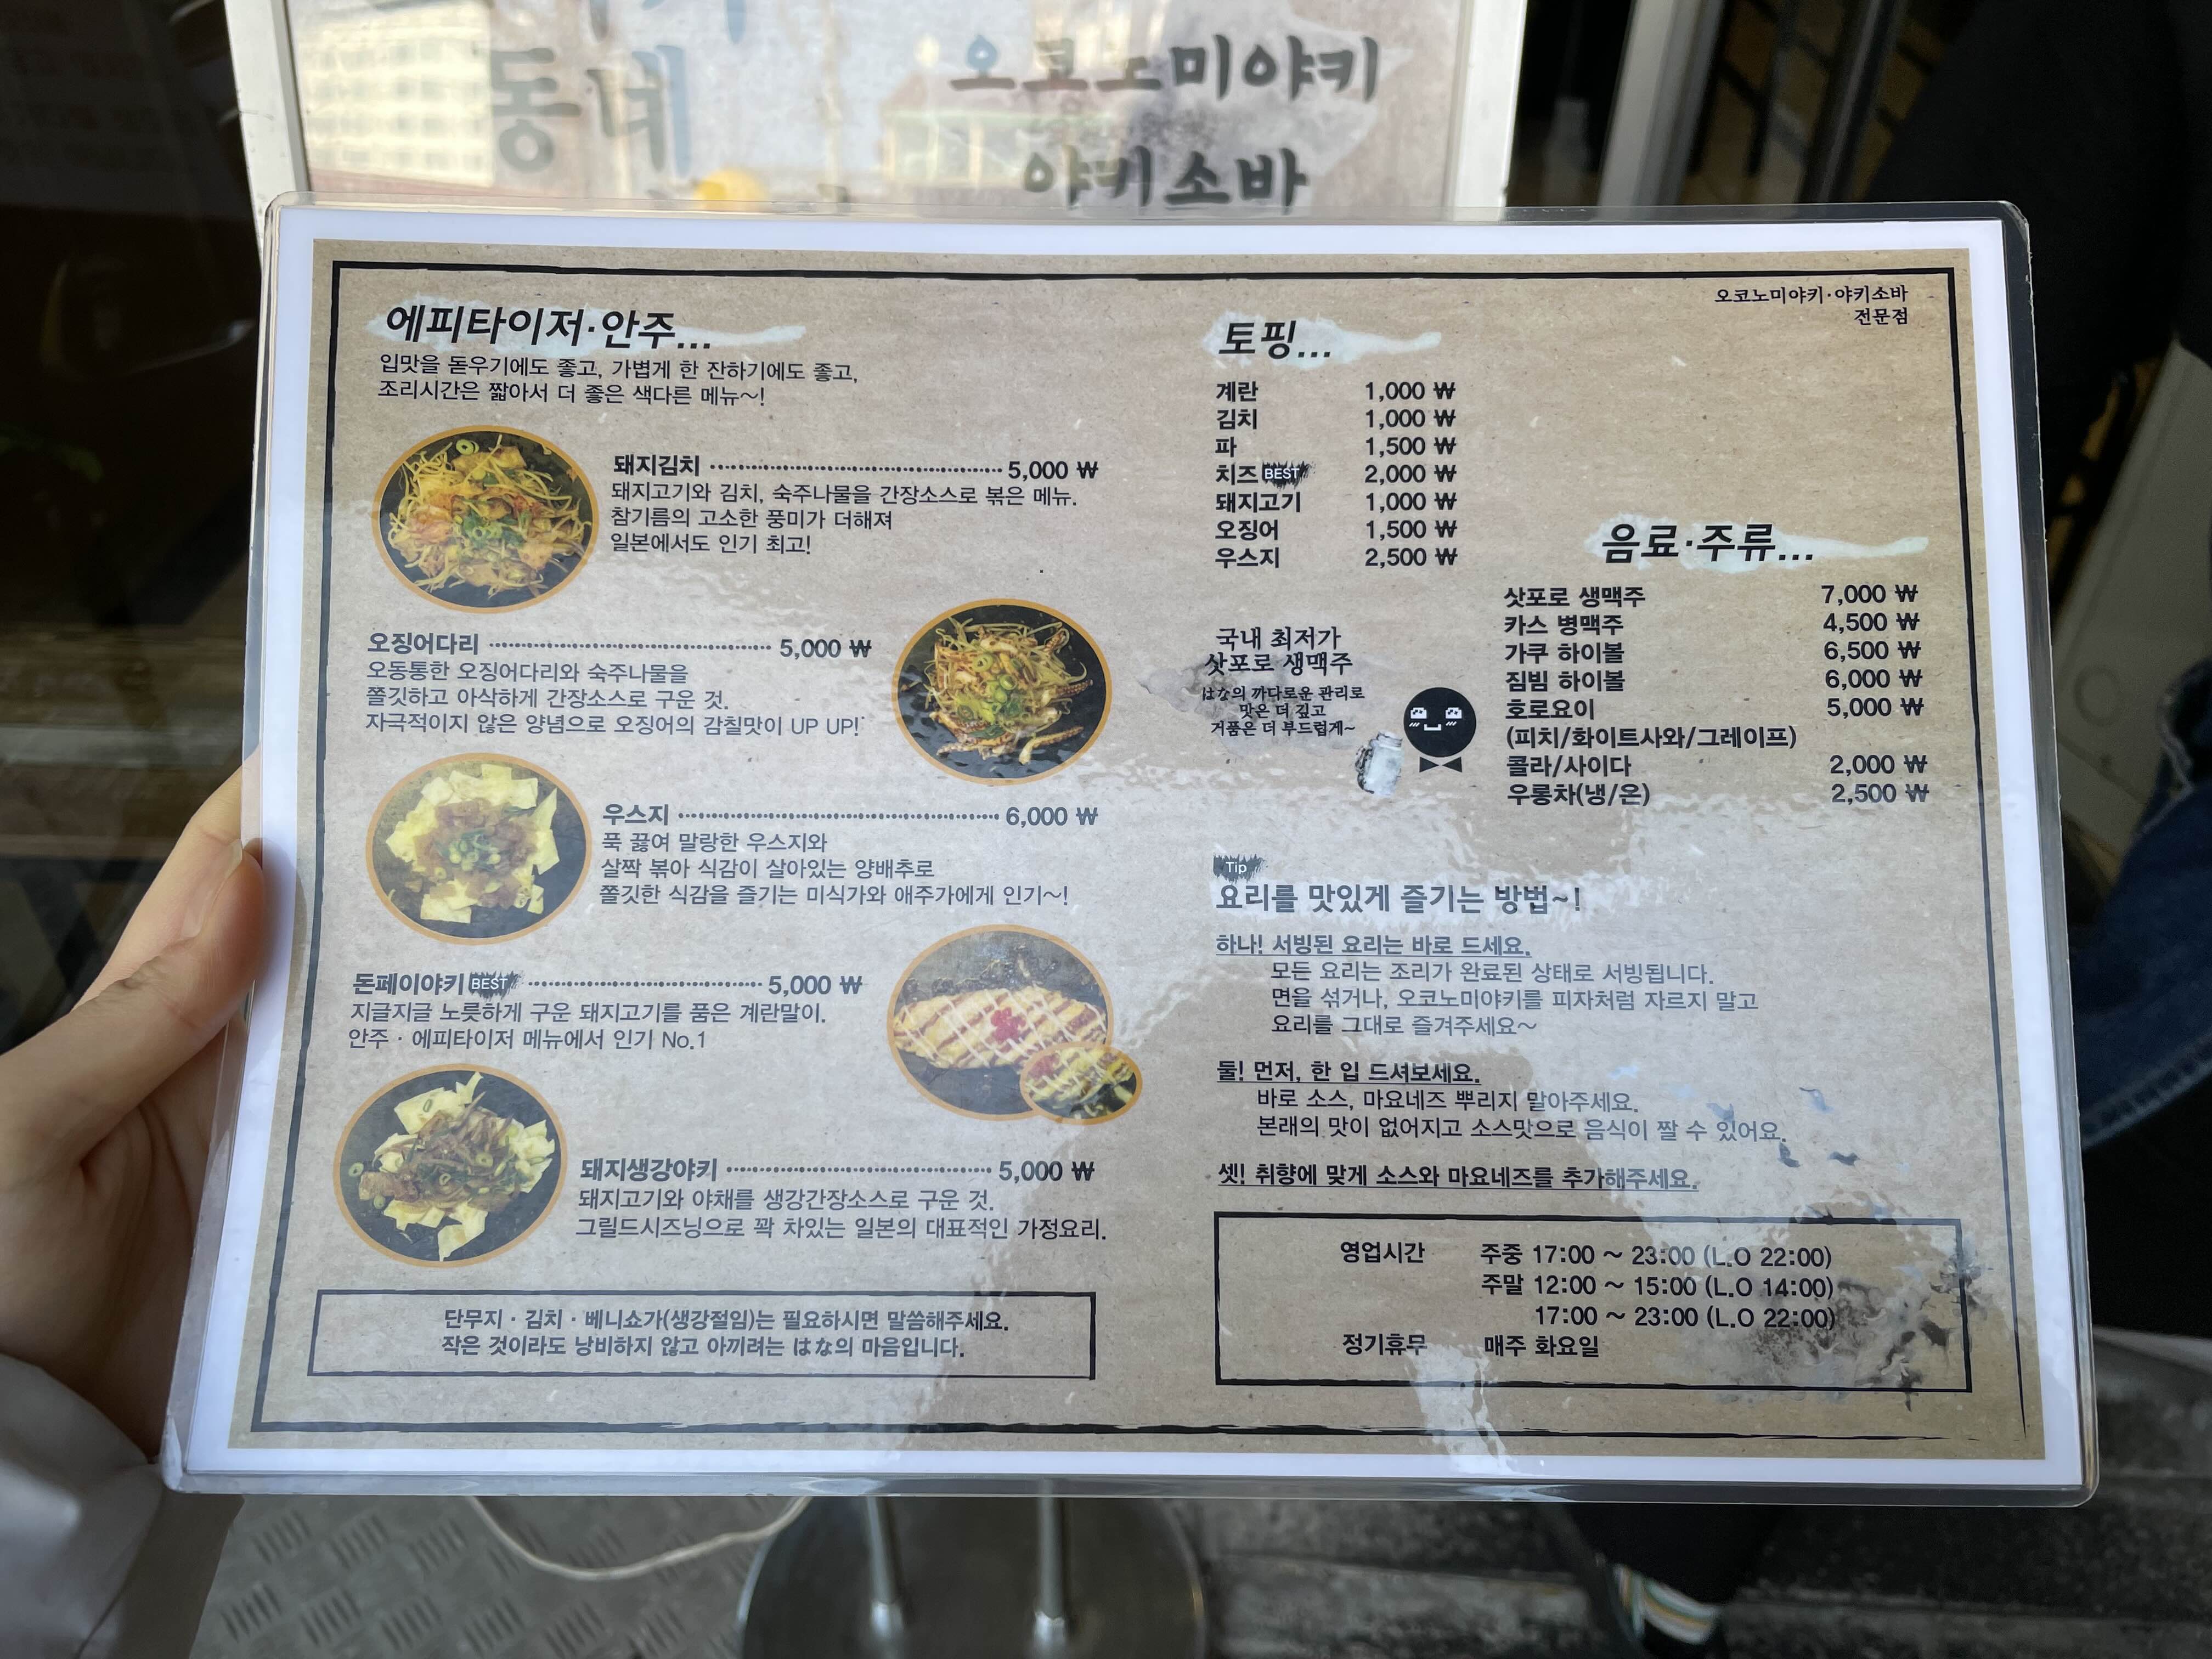 동네
오코노미야키
야키소바
오코노미야키·야키소바
전문점
에피타이저·안주...
입맛을 돋우기에도 좋고, 가볍게 한 잔하기에도 좋고,
조리시간은 짧아서 더 좋은 색다른 메뉴~!
돼지김치 5,000 ₩
돼지고기와 김치, 숙주나물을 간장소스로 볶은 메뉴.
참기름의 고소한 풍미가 더해져
일본에서도 인기 최고!
오징어다리 5,000 ₩
오동통한 오징어다리와 숙주나물을
쫄깃하고 아삭하게 간장소스로 구운 것.
자극적이지 않은 양념으로 오징어의 감칠맛이 UP UP!
우스지 6,000 ₩
푹 끓여 말랑한 우스지와
살짝 볶아 식감이 살아있는 양배추로
쫄깃한 식감을 즐기는 미식가와 애주가에게 인기~!
돈페이야키 BEST 5,000 ₩
지글지글 노릇하게 구운 돼지고기를 품은 계란말이.
안주 · 에피타이저 메뉴에서 인기 No.1
돼지생강야키 5,000 ₩
돼지고기와 야채를 생강간장소스로 구운 것.
그릴드시즈닝으로 꽉 차있는 일본의 대표적인 가정요리.
단무지 · 김치 · 베니쇼가(생강절임)는 필요하시면 말씀해주세요.
작은 것이라도 낭비하지 않고 아끼려는 はな의 마음입니다.
토핑...
계란 1,000 ₩
김치 1,000 ₩
파 1,500 ₩
치즈 BEST 2,000 ₩
돼지고기 1,000 ₩
오징어 1,500 ₩
우스지 2,500 ₩
국내 최저가
삿포로 생맥주
はな의 까다로운 관리로
맛은 더 깊고
거품은 더 부드럽게~
음료·주류...
삿포로 생맥주 7,000 ₩
카스 병맥주 4,500 ₩
가쿠 하이볼 6,500 ₩
짐빔 하이볼 6,000 ₩
호로요이 5,000 ₩
(피치/화이트사와/그레이프)
콜라/사이다 2,000 ₩
우롱차(냉/온) 2,500 ₩
Tip
요리를 맛있게 즐기는 방법~!
하나! 서빙된 요리는 바로 드세요.
모든 요리는 조리가 완료된 상태로 서빙됩니다.
면을 섞거나, 오코노미야키를 피자처럼 자르지 말고
요리를 그대로 즐겨주세요~
둘! 먼저, 한 입 드셔보세요.
바로 소스, 마요네즈 뿌리지 말아주세요.
본래의 맛이 없어지고 소스맛으로 음식이 짤 수 있어요.
셋! 취향에 맞게 소스와 마요네즈를 추가해주세요.
영업시간 주중 17:00 ~ 23:00 (L.O 22:00)
주말 12:00 ~ 15:00 (L.O 14:00)
17:00 ~ 23:00 (L.O 22:00)
정기휴무 매주 화요일